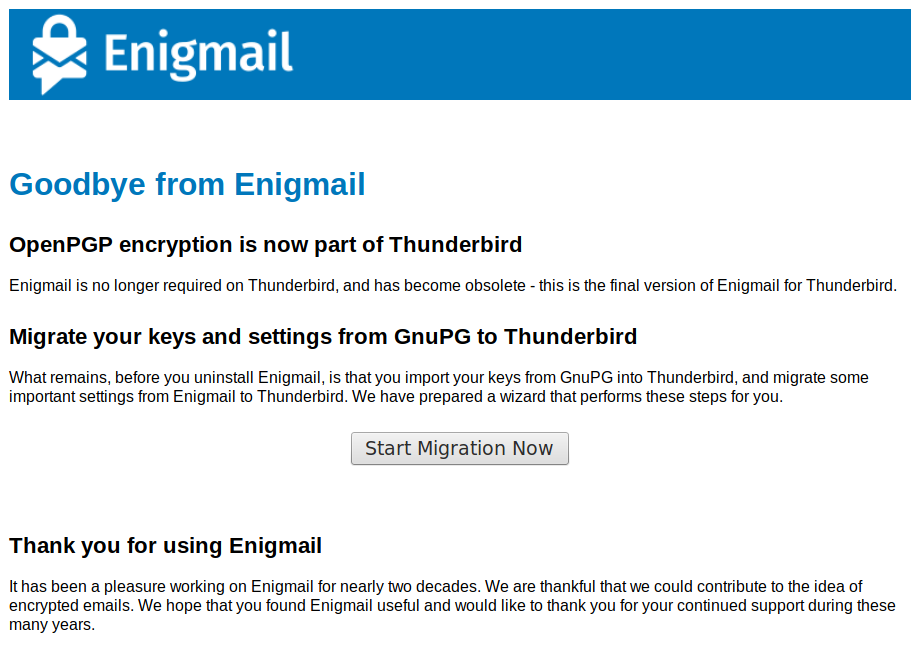 Enigmail
Goodbye from Enigmail
OpenPGP encryption is now part of Thunderbird
Enigmail is no longer required on Thunderbird, and has become obsolete - this is the final version of Enigmail for Thunderbird.
Migrate your keys and settings from GnuPG to Thunderbird
What remains, before you uninstall Enigmail, is that you import your keys from GnuPG into Thunderbird, and migrate some
important settings from Enigmail to Thunderbird. We have prepared a wizard that performs these steps for you.
Start Migration Now
Thank you for using Enigmail
It has been a pleasure working on Enigmail for nearly two decades. We are thankful that we could contribute to the idea of
encrypted emails. We hope that you found Enigmail useful and would like to thank you for your continued support during these
many years.